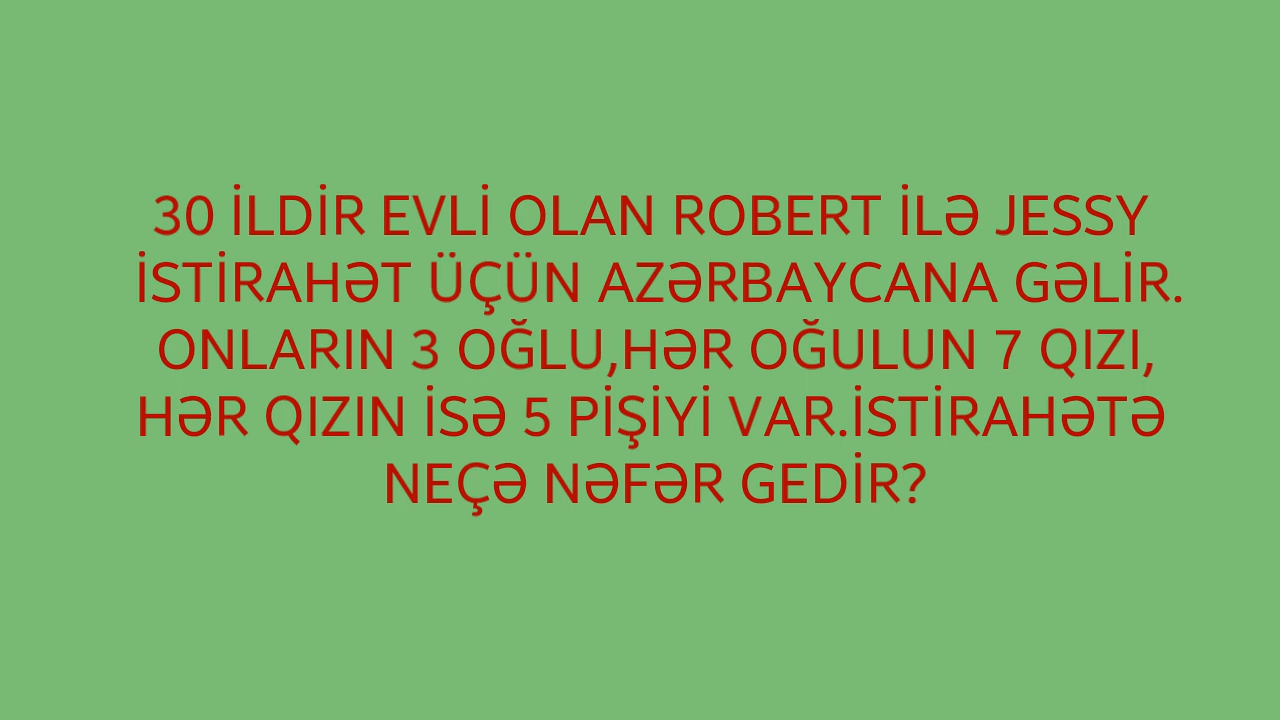 30 İLDİR EVLİ OLAN ROBERT İLƏ JESSY
İSTİRAHƏT ÜÇÜN AZƏRBAYCANA GƏLİR.
ONLARIN 3 OĞLU,HƏR OĞULUN 7 QIZI,
HƏR QIZIN İSƏ 5 PİŞİYİ VAR.İSTİRAHƏTƏ
NEÇƏ NƏFƏR GEDİR?